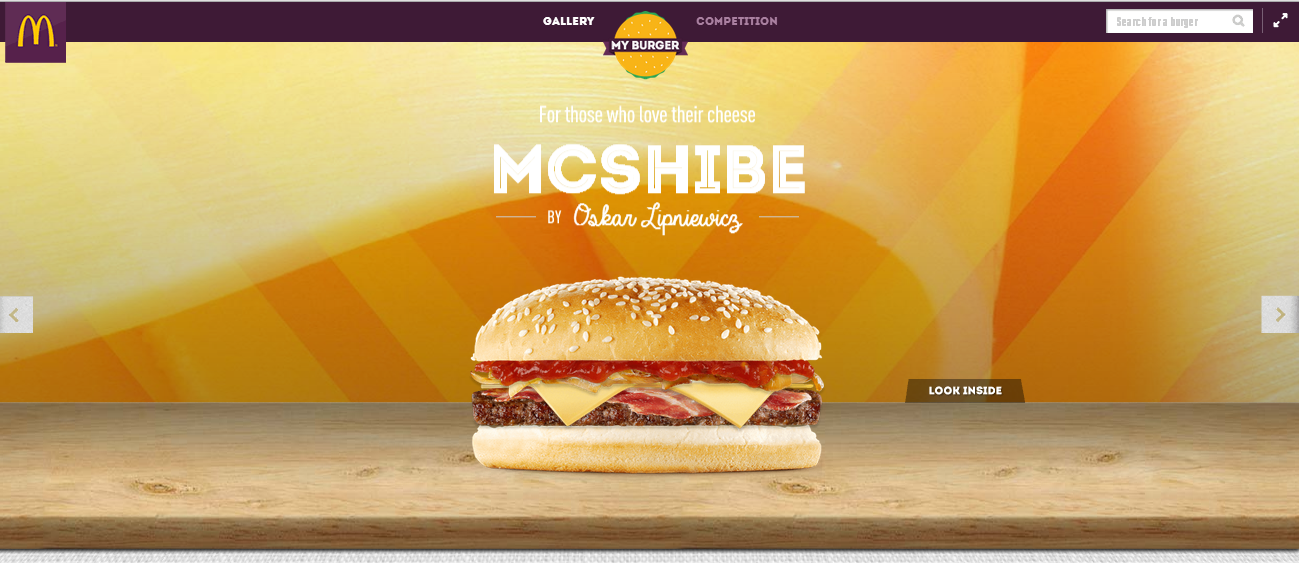 GALLERY
MY BURGER
COMPETITION
Search for a burger
For those who love their cheese
MCSHIBE
BY Oskar Lipniewicz
LOOK INSIDE